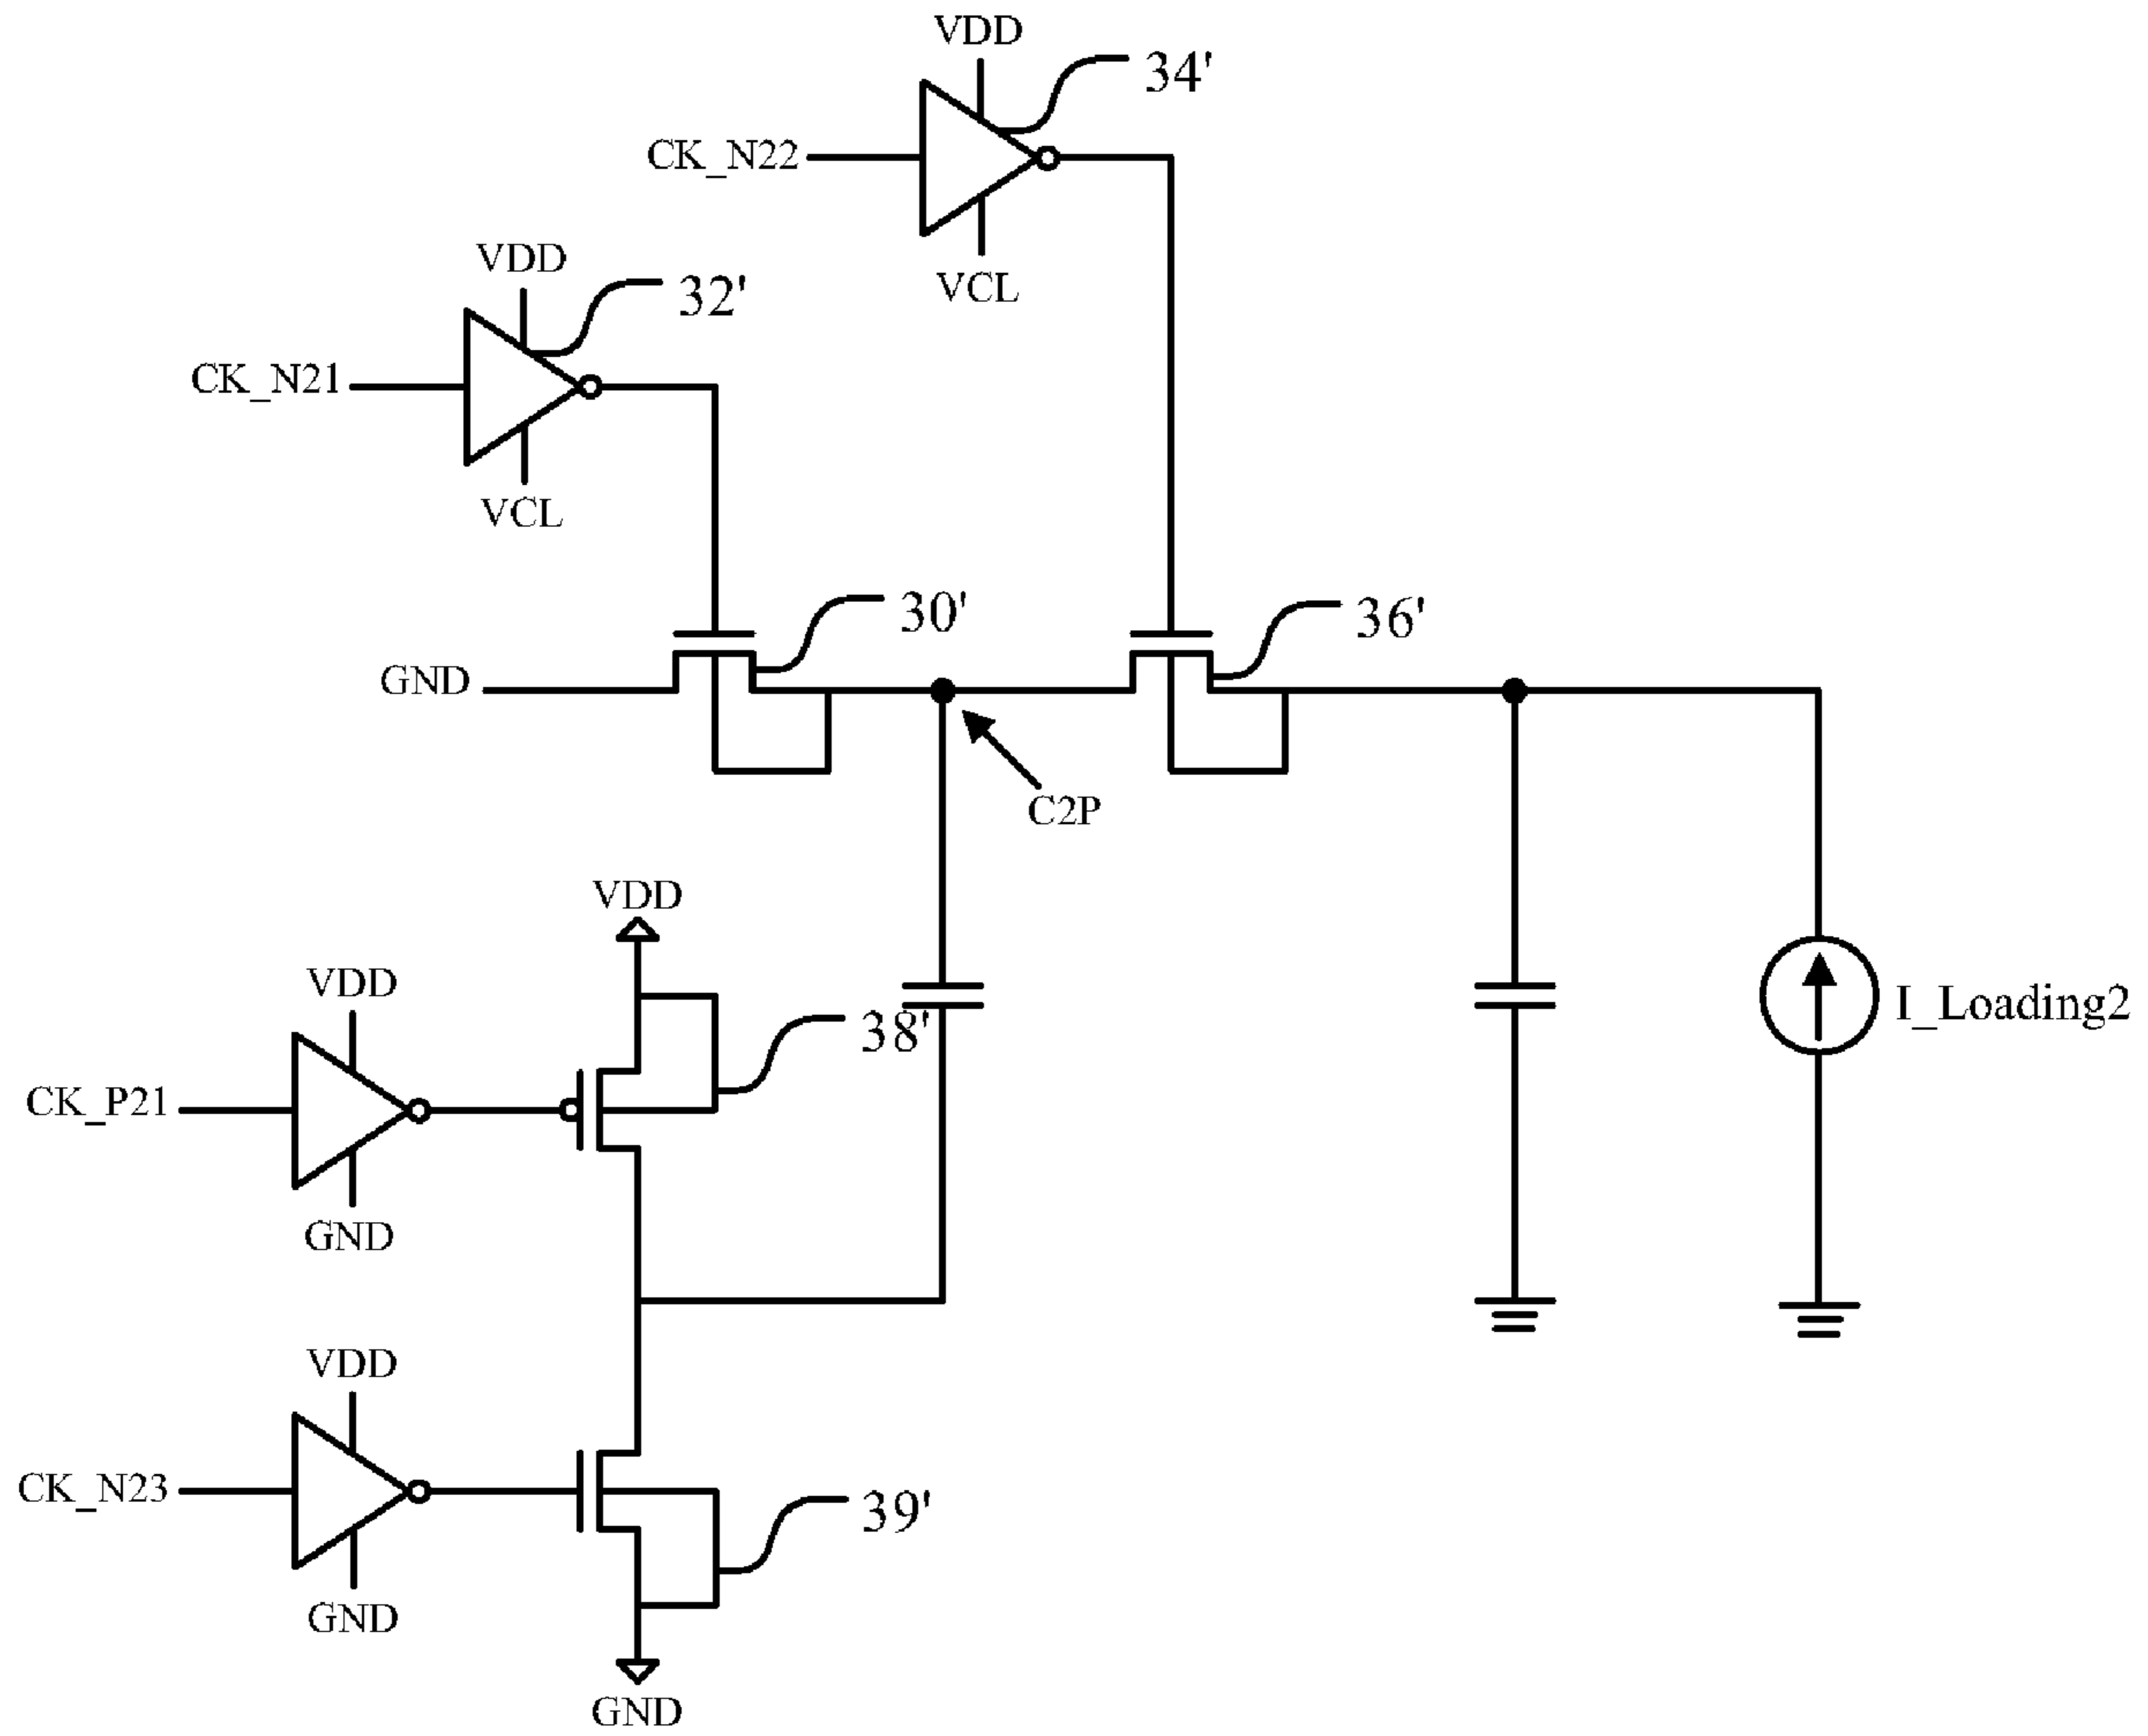 VDD
34'
CK_N22
VCL
VDD
32'
CK_N21
VCL
30'
36'
GND
C2P
VDD
VDD
38'
I_Loading2
CK_P21
GND
VDD
CK_N23
39'
GND
GND